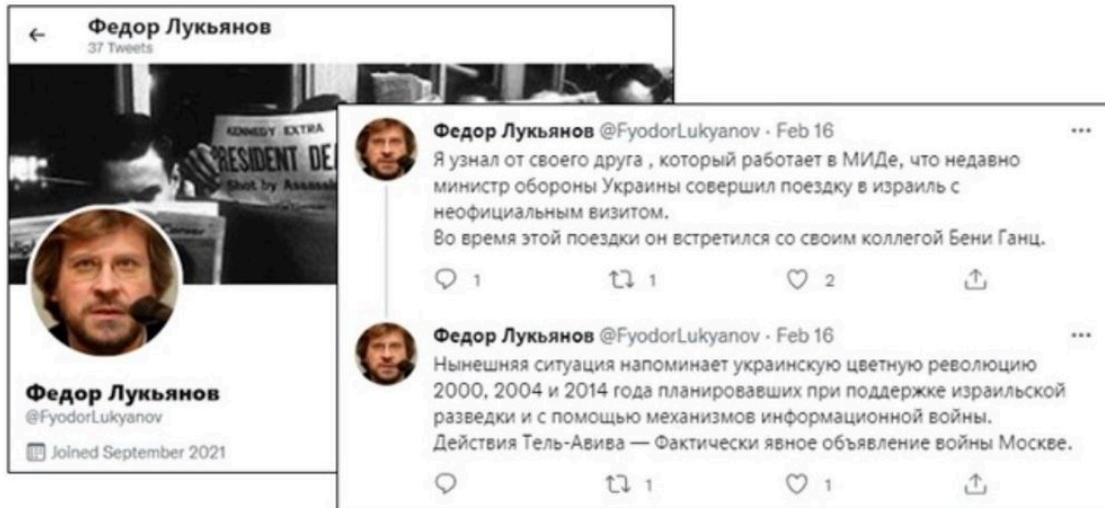 Федор Лукьянов
37 Tweets
KENNEDY EXTRA
PRESIDENT DE
Shot by Assass
Федор Лукьянов
@FyodorLukyanov
Joined September 2021
Федор Лукьянов @FyodorLukyanov · Feb 16
Я узнал от своего друга , который работает в МИДе, что недавно
министр обороны Украины совершил поездку в израиль с
неофициальным визитом.
Во время этой поездки он встретился со своим коллегой Бени Ганц.
1 1 2
Федор Лукьянов @FyodorLukyanov · Feb 16
Нынешняя ситуация напоминает украинскую цветную революцию
2000, 2004 и 2014 года планировавших при поддержке израильской
разведки и с помощью механизмов информационной войны.
Действия Тель-Авива — Фактически явное объявление войны Москве.
1 1